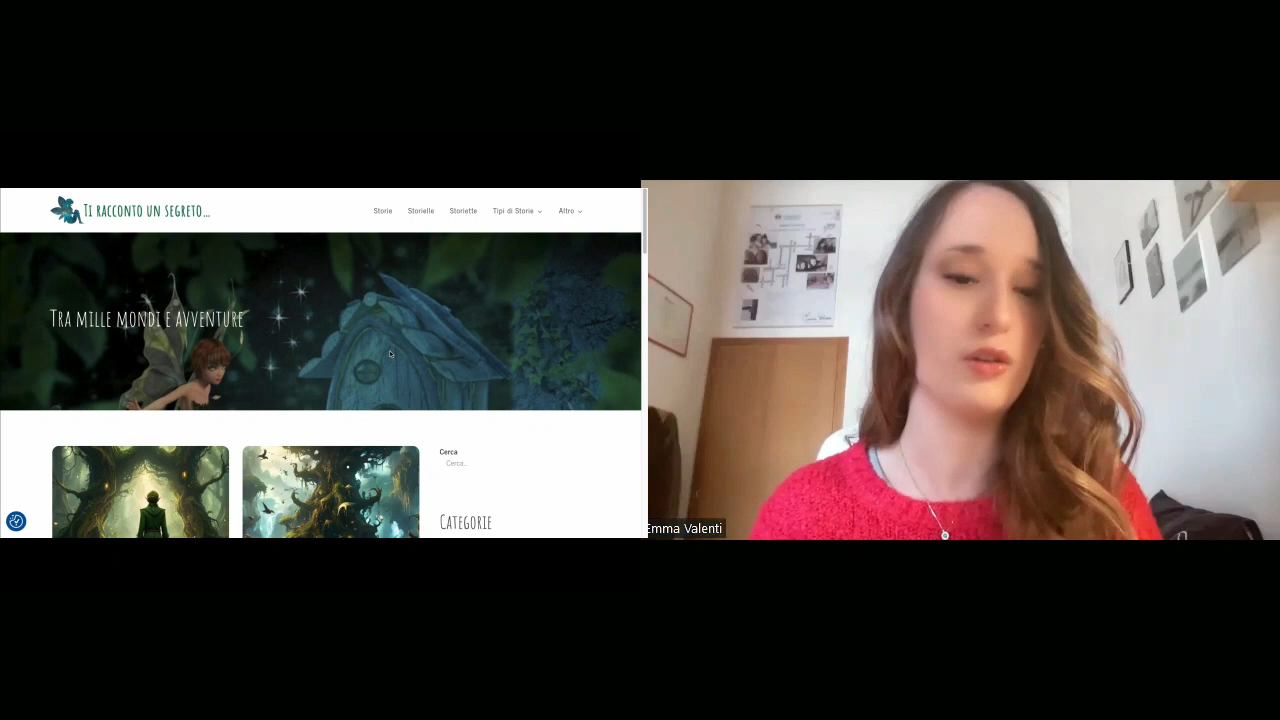 Ti racconto un segreto...
Storie
Storielle
Storiette
Tipi di Storie
Altro
Tra mille mondi e avventure
Cerca
Cerca...
Categorie
Emma Valenti